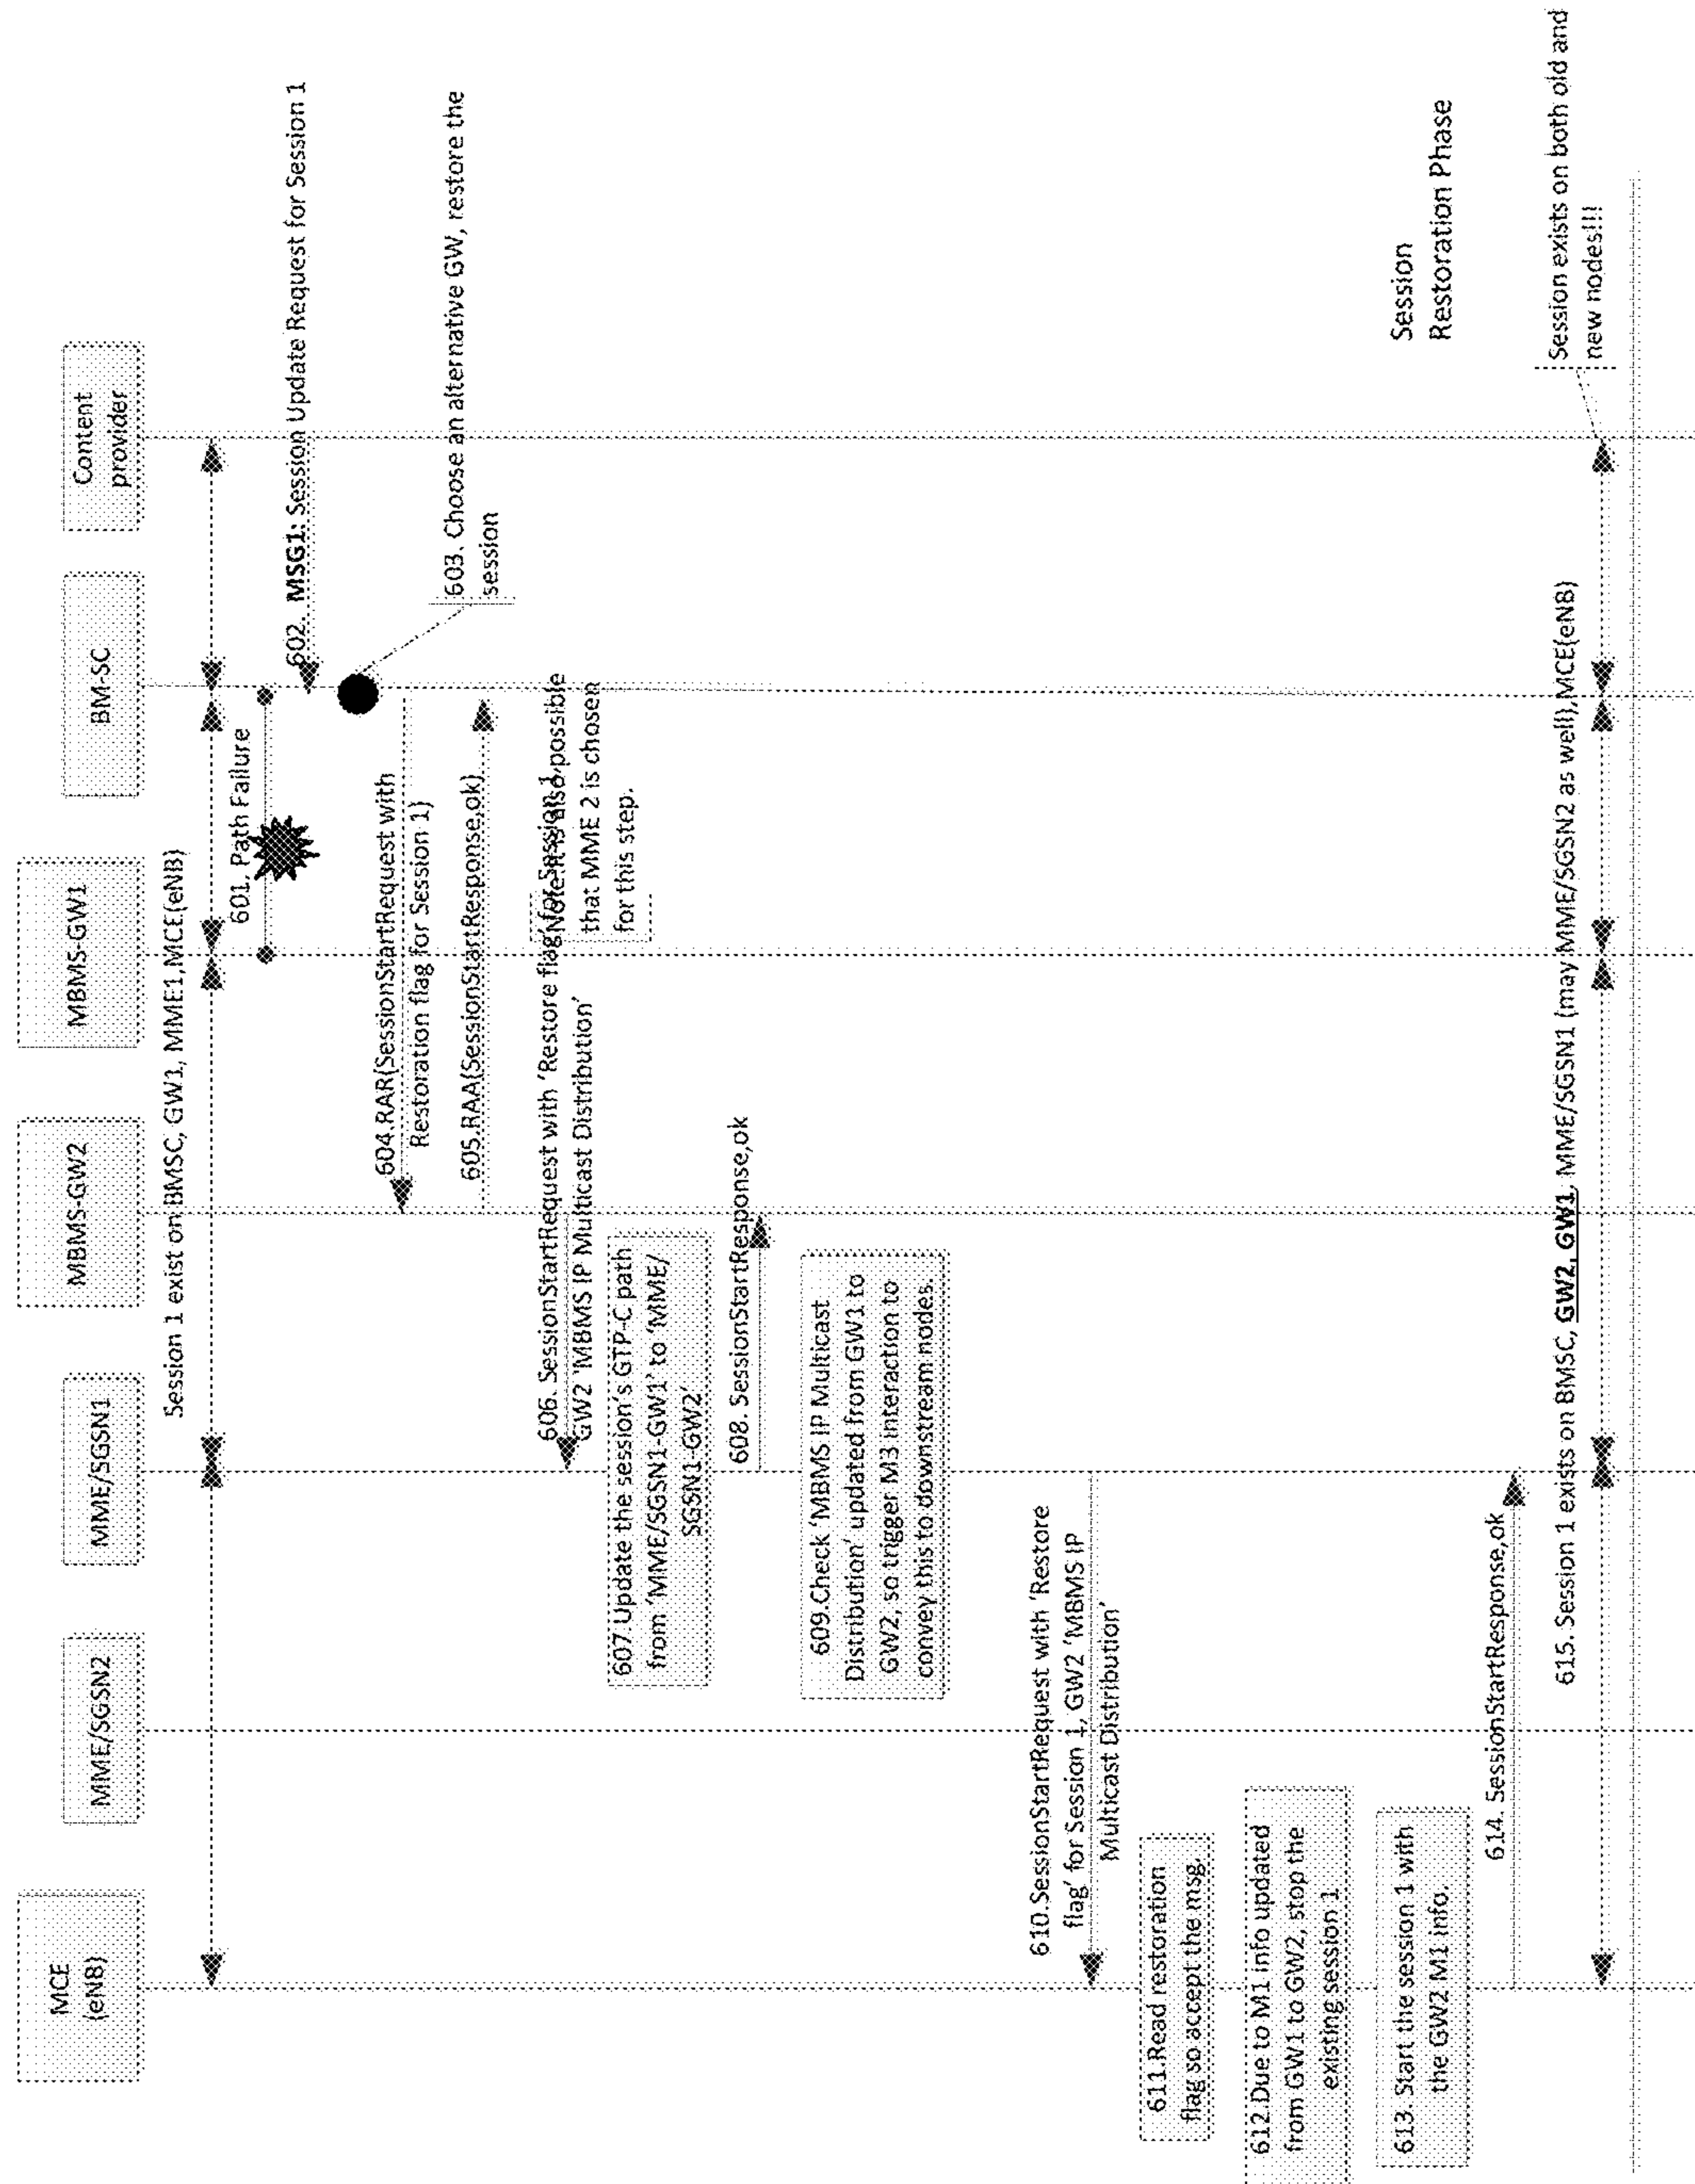 MCE
(eNB)
MME/SGSN2
MME/SGSN1
MBMS-GW2
MBMS-GW1
BM-SC
Content
provider
Session 1 exist on BMSC, GW1, MME1,MCE(eNB)
601. Path Failure
602. MSG1: Session Update Request for Session 1
603. Choose an alternative GW, restore the
session
604.RAR(SessionStartRequest with
Restoration flag for Session 1)
605.RAA(SessionStartResponse,ok)
606. SessionStartRequest with 'Restore flag' for Session 1,
GW2 'MBMS IP Multicast Distribution'
Note: It is also possible
that MME 2 is chosen
for this step.
607.Update the session's GTP-C path
from 'MME/SGSN1-GW1' to 'MME/
SGSN1-GW2'
608. SessionStartResponse,ok
609.Check 'MBMS IP Multicast
Distribution' updated from GW1 to
GW2, so trigger M3 interaction to
convey this to downstream nodes.
610.SessionStartRequest with 'Restore
flag' for Session 1, GW2 'MBMS IP
Multicast Distribution'
611.Read restoration
flag so accept the msg.
612.Due to M1 info updated
from GW1 to GW2, stop the
existing session 1
613. Start the session 1 with
the GW2 M1 info.
614. SessionStartResponse,ok
Session
Restoration Phase
615. Session 1 exists on BMSC, GW2, GW1, MME/SGSN1 (may MME/SGSN2 as well),MCE(eNB)
Session exists on both old and
new nodes!!!